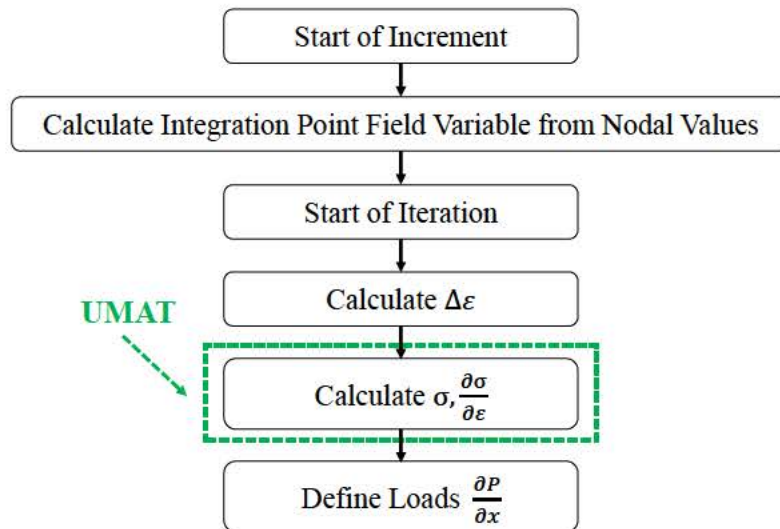 Start of Increment
Calculate Integration Point Field Variable from Nodal Values
Start of Iteration
Calculate Δε
UMAT
Calculate σ, ∂σ/∂ε
Define Loads ∂P/∂x